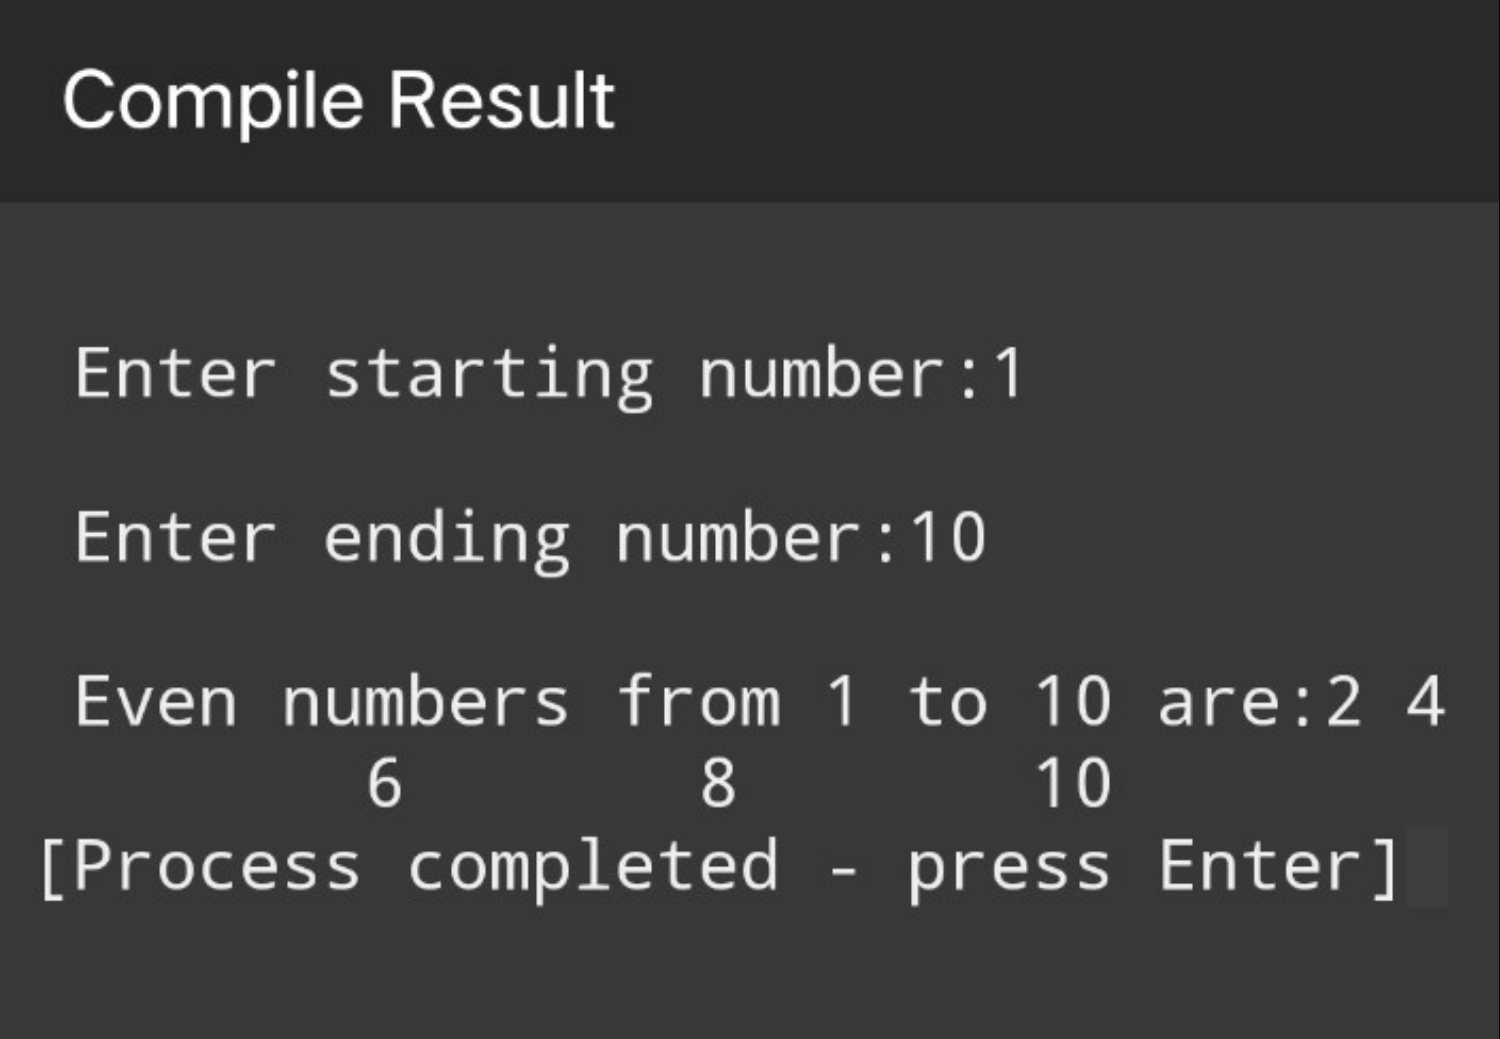 Compile Result
Enter starting number:1
Enter ending number:10
Even numbers from 1 to 10 are:2 4
6 8 10
[Process completed - press Enter]